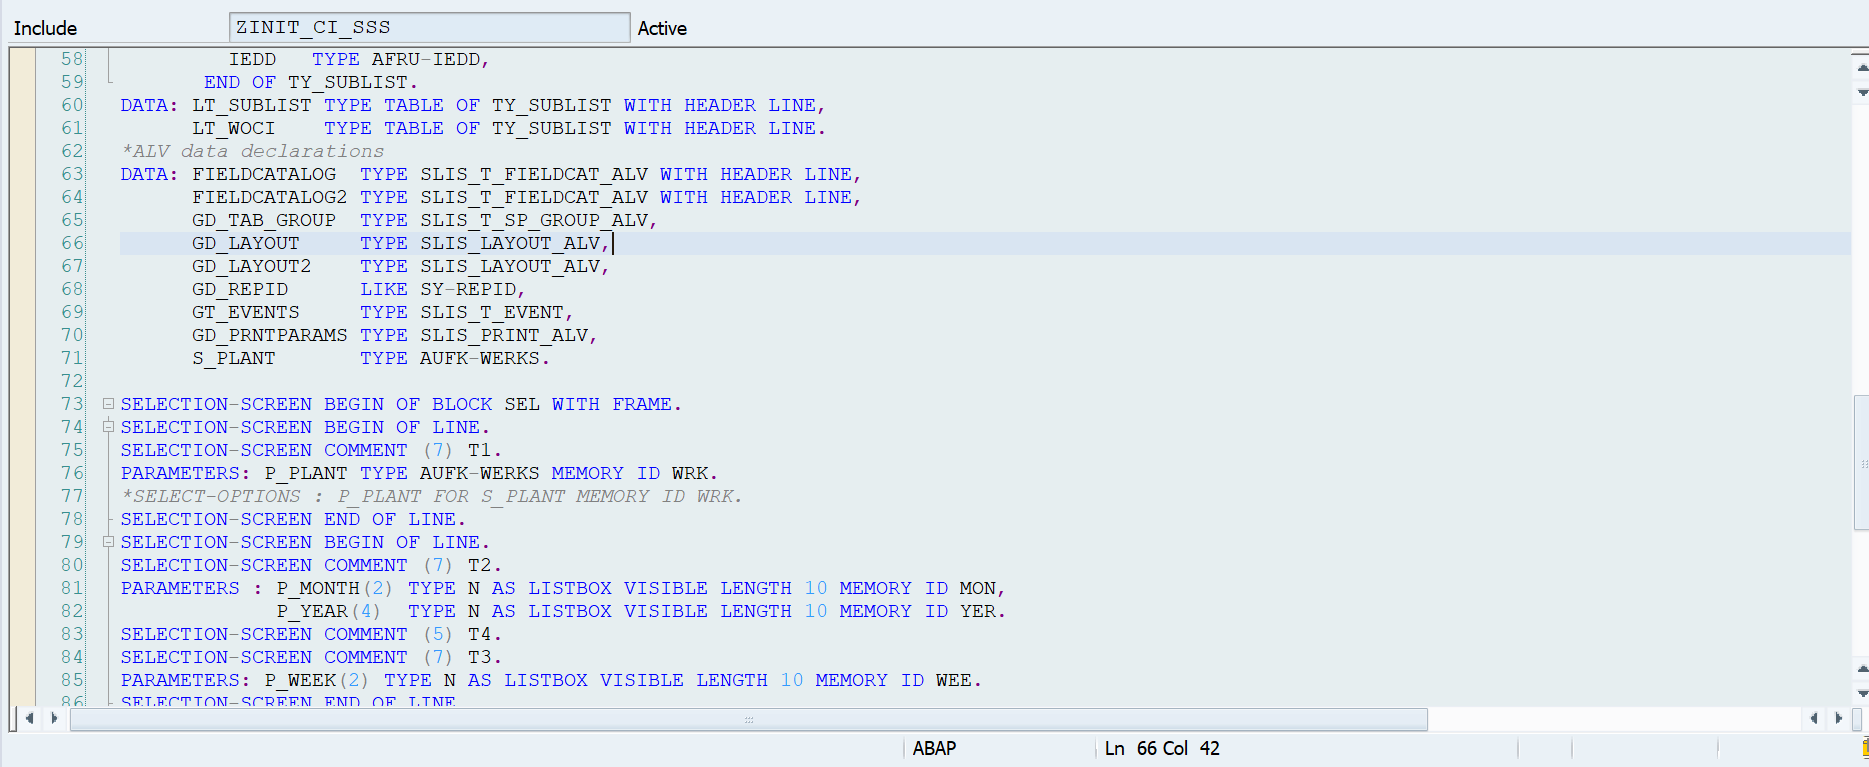 Include ZINIT_CI_SSS Active
58 IEDD TYPE AFRU-IEDD,
59 END OF TY_SUBLIST.
60 DATA: LT_SUBLIST TYPE TABLE OF TY_SUBLIST WITH HEADER LINE,
61 LT_WOCI TYPE TABLE OF TY_SUBLIST WITH HEADER LINE.
62 *ALV data declarations
63 DATA: FIELDCATALOG TYPE SLIS_T_FIELDCAT_ALV WITH HEADER LINE,
64 FIELDCATALOG2 TYPE SLIS_T_FIELDCAT_ALV WITH HEADER LINE,
65 GD_TAB_GROUP TYPE SLIS_T_SP_GROUP_ALV,
66 GD_LAYOUT TYPE SLIS_LAYOUT_ALV,
67 GD_LAYOUT2 TYPE SLIS_LAYOUT_ALV,
68 GD_REPID LIKE SY-REPID,
69 GT_EVENTS TYPE SLIS_T_EVENT,
70 GD_PRNTPARAMS TYPE SLIS_PRINT_ALV,
71 S_PLANT TYPE AUFK-WERKS.
72
73 SELECTION-SCREEN BEGIN OF BLOCK SEL WITH FRAME.
74 SELECTION-SCREEN BEGIN OF LINE.
75 SELECTION-SCREEN COMMENT (7) T1.
76 PARAMETERS: P_PLANT TYPE AUFK-WERKS MEMORY ID WRK.
77 *SELECT-OPTIONS : P_PLANT FOR S_PLANT MEMORY ID WRK.
78 SELECTION-SCREEN END OF LINE.
79 SELECTION-SCREEN BEGIN OF LINE.
80 SELECTION-SCREEN COMMENT (7) T2.
81 PARAMETERS : P_MONTH(2) TYPE N AS LISTBOX VISIBLE LENGTH 10 MEMORY ID MON,
82 P_YEAR(4) TYPE N AS LISTBOX VISIBLE LENGTH 10 MEMORY ID YER.
83 SELECTION-SCREEN COMMENT (5) T4.
84 SELECTION-SCREEN COMMENT (7) T3.
85 PARAMETERS: P_WEEK(2) TYPE N AS LISTBOX VISIBLE LENGTH 10 MEMORY ID WEE.
86 SELECTION-SCREEN END OF LINE
ABAP Ln 66 Col 42